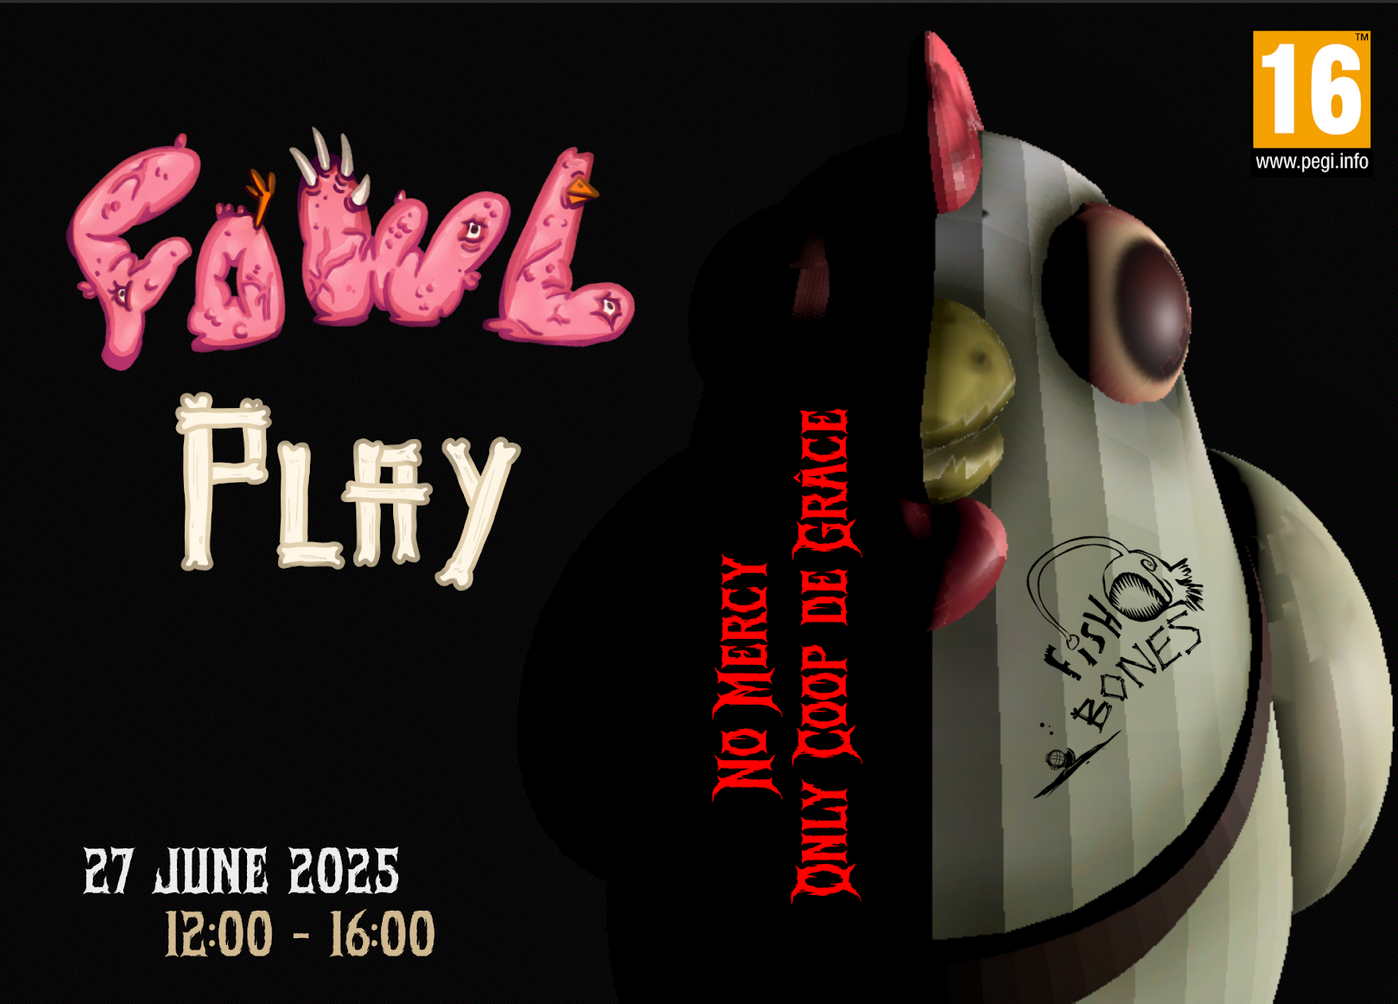 FOWL
PLAY
27 JUNE 2025
12:00 - 16:00
NO MERCY
ONLY COOP DE GRÂCE
FISH
BONES
16
TM
www.pegi.info